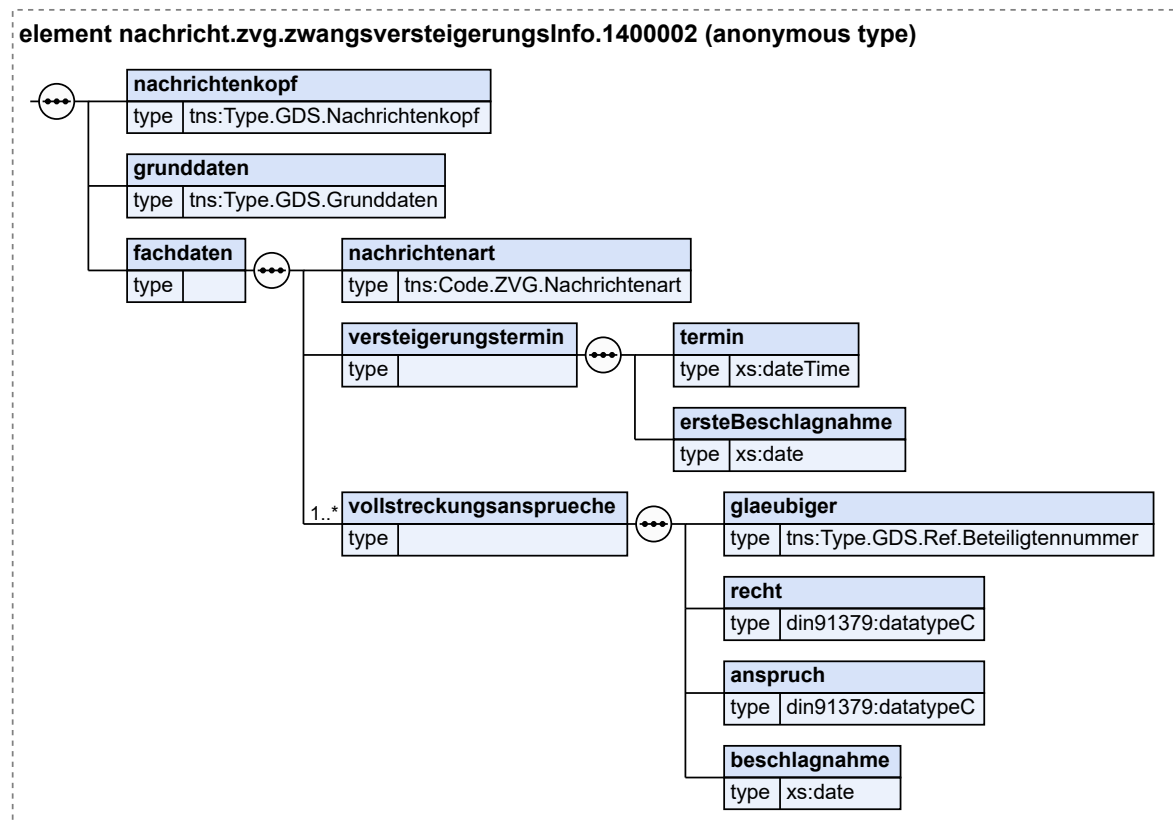 element nachricht.zvg.zwangsversteigerungsInfo.1400002 (anonymous type)
nachrichtenkopf
type tns:Type.GDS.Nachrichtenkopf
grunddaten
type tns:Type.GDS.Grunddaten
fachdaten
type
nachrichtenart
type tns:Code.ZVG.Nachrichtenart
versteigerungstermin
type
termin
type xs:dateTime
ersteBeschlagnahme
type xs:date
1..*
vollstreckungsansprueche
type
glaeubiger
type tns:Type.GDS.Ref.Beteiligtennummer
recht
type din91379:datatypeC
anspruch
type din91379:datatypeC
beschlagnahme
type xs:date